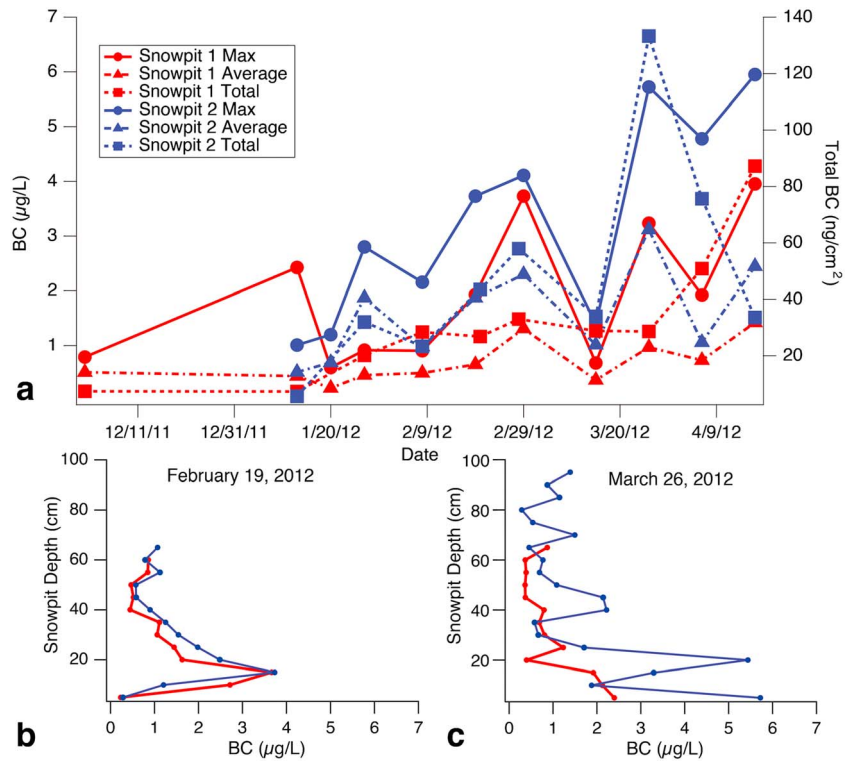 7
6
5
4
3
2
1
BC (µg/L)
140
120
100
80
60
40
20
Total BC (ng/cm²)
Snowpit 1 Max
Snowpit 1 Average
Snowpit 1 Total
Snowpit 2 Max
Snowpit 2 Average
Snowpit 2 Total
a
12/11/11 12/31/11 1/20/12 2/9/12 2/29/12 3/20/12 4/9/12
Date
February 19, 2012
100
80
60
40
20
Snowpit Depth (cm)
0 1 2 3 4 5 6 7
BC (µg/L)
b
March 26, 2012
100
80
60
40
20
Snowpit Depth (cm)
0 1 2 3 4 5 6 7
BC (µg/L)
c